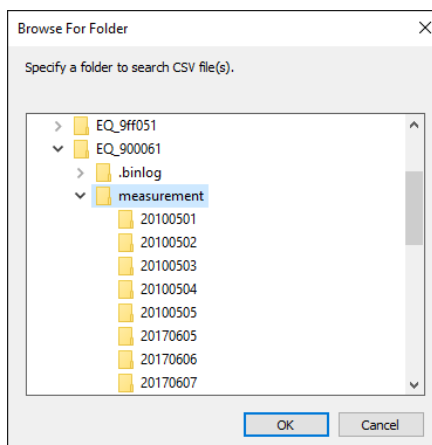 Browse For Folder
Specify a folder to search CSV file(s).
EQ_9ff051
EQ_900061
.binlog
measurement
20100501
20100502
20100503
20100504
20100505
20170605
20170606
20170607
OK Cancel